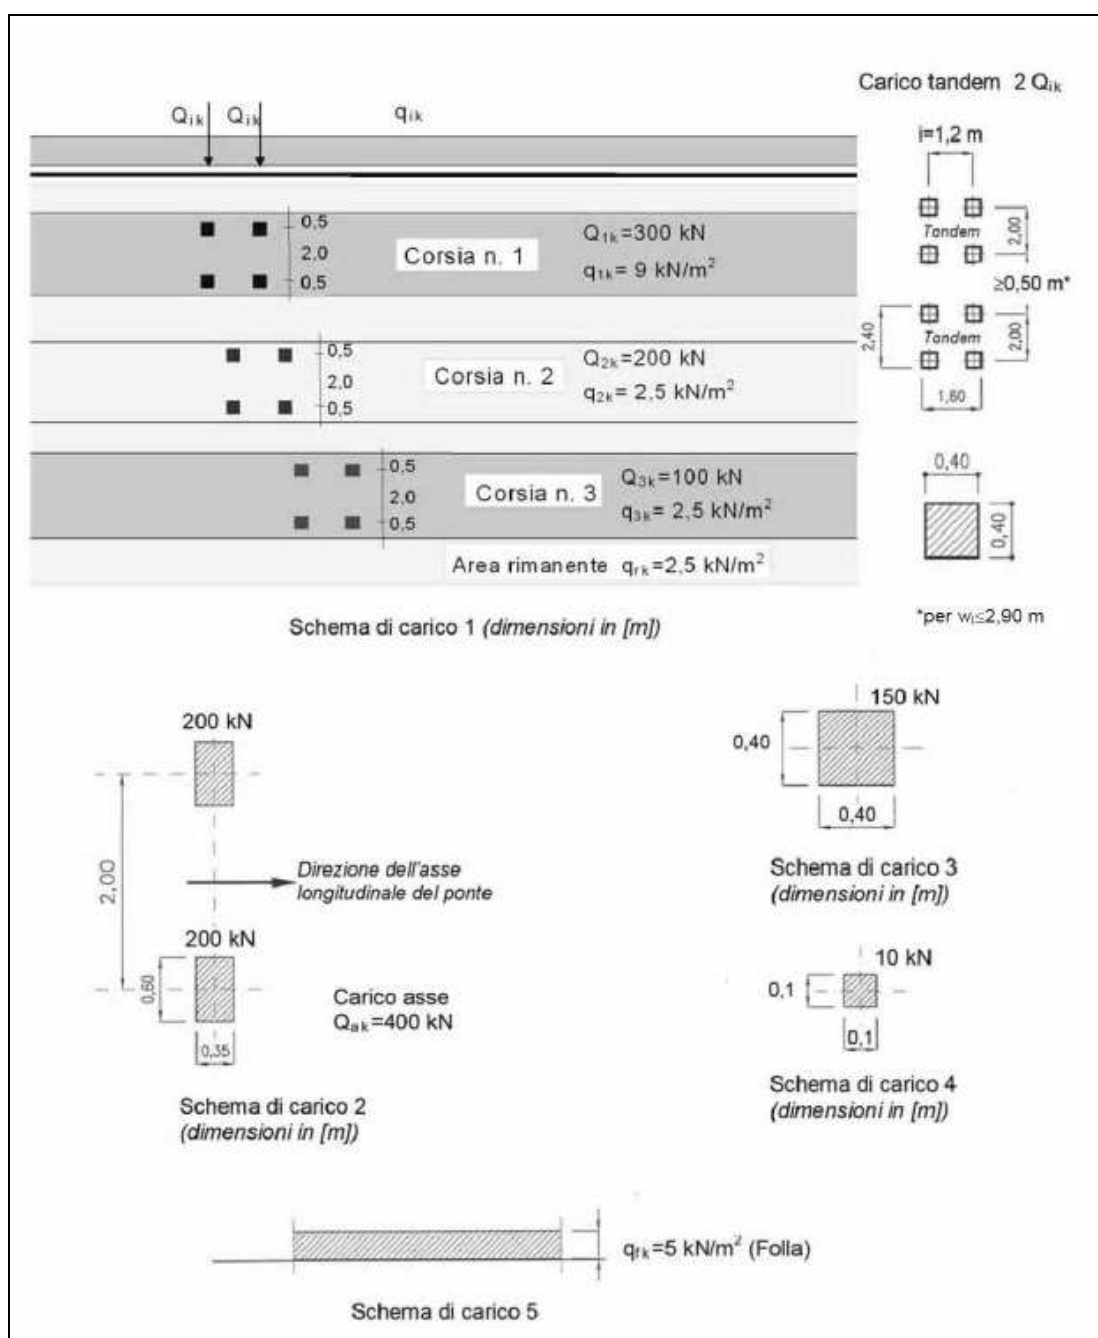 Carico tandem 2 Qik
Qik Qik qik
i=1,2 m
0,5
2,0
0,5
Corsia n. 1
Q1k=300 kN
q1k= 9 kN/m²
Tandem
2,00
≥0,50 m*
0,5
2,0
0,5
Corsia n. 2
Q2k=200 kN
q2k= 2,5 kN/m²
2,40
Tandem
2,00
1,60
0,5
2,0
0,5
Corsia n. 3
Q3k=100 kN
q3k= 2,5 kN/m²
0,40
0,40
Area rimanente qrk=2,5 kN/m²
Schema di carico 1 (dimensioni in [m])
*per wl≤2,90 m
200 kN
2,00
Direzione dell'asse
longitudinale del ponte
200 kN
0,60
0,35
Carico asse
Qak=400 kN
Schema di carico 2
(dimensioni in [m])
150 kN
0,40
0,40
Schema di carico 3
(dimensioni in [m])
10 kN
0,1
0,1
Schema di carico 4
(dimensioni in [m])
qfk=5 kN/m² (Folla)
Schema di carico 5